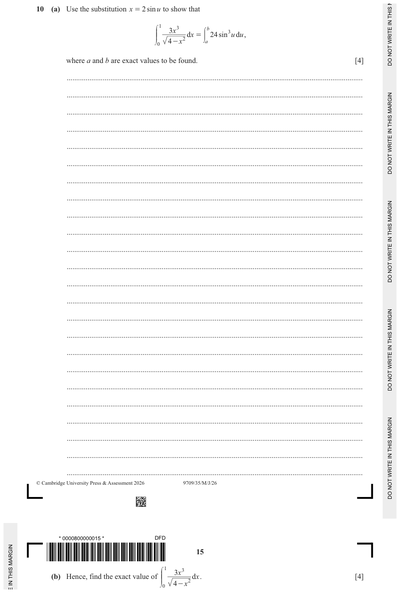 10 (a) Use the substitution x = 2 sin u to show that
∫₀¹ 3x³/√(4 − x²) dx = ∫ₐᵇ 24 sin³ u du,
where a and b are exact values to be found. [4]
DO NOT WRITE IN THIS M
DO NOT WRITE IN THIS MARGIN
DO NOT WRITE IN THIS MARGIN
DO NOT WRITE IN THIS MARGIN
DO NOT WRITE IN THIS MARGIN
© Cambridge University Press & Assessment 2026 9709/35/M/J/26
E IN THIS MARGIN
* 0000800000015 * DFD
15
(b) Hence, find the exact value of ∫₀¹ 3x³/√(4 − x²) dx. [4]